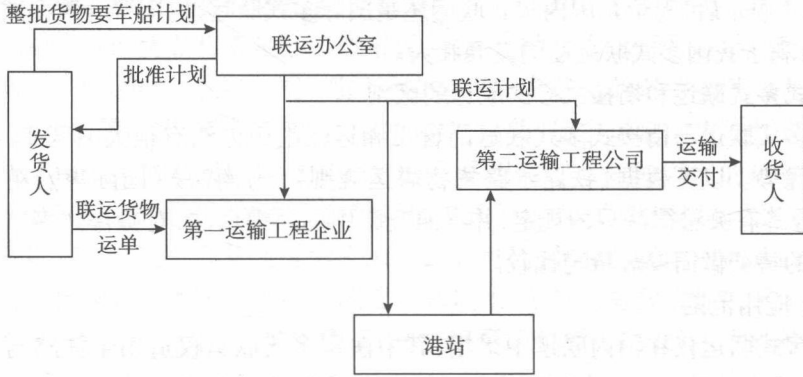 整批货物要车船计划
联运办公室
批准计划
联运计划
发货人
第二运输工程公司
运输
交付
收货人
联运货物
运单
第一运输工程企业
港站